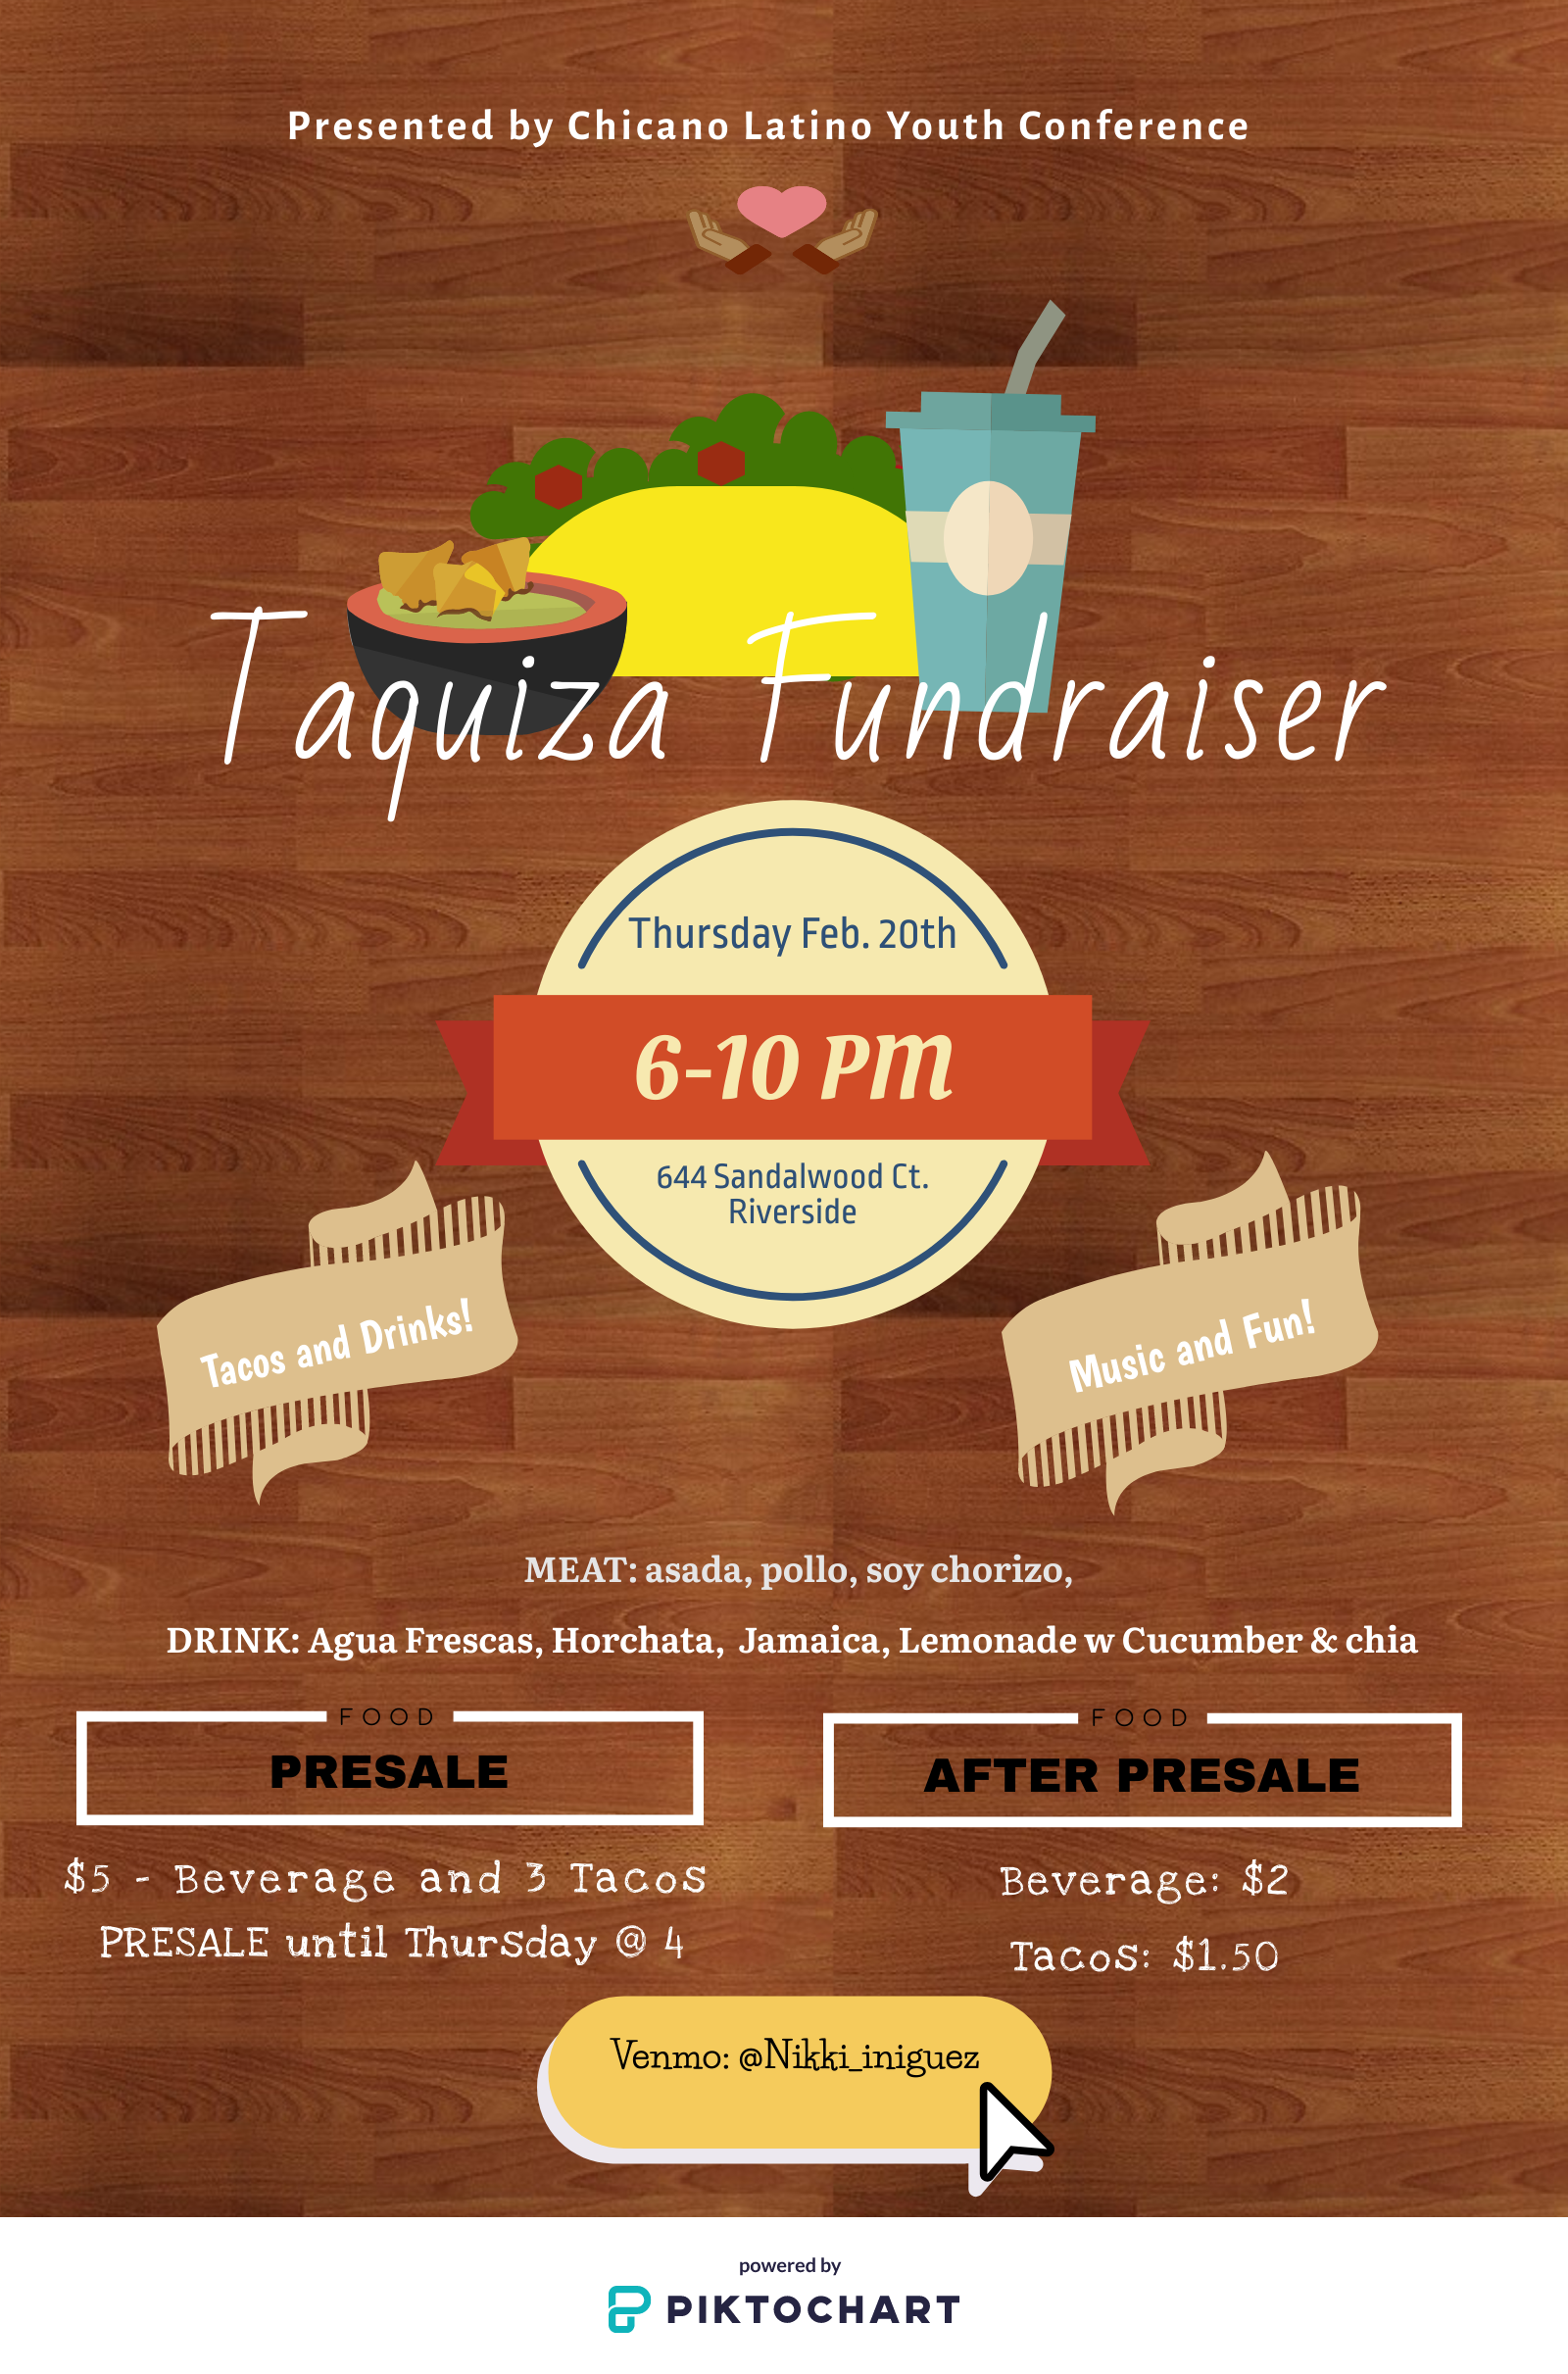 Presented by Chicano Latino Youth Conference
Taquiza Fundraiser
Thursday Feb. 20th
6-10 PM
644 Sandalwood Ct.
Riverside
Tacos and Drinks!
Music and Fun!
MEAT: asada, pollo, soy chorizo,
DRINK: Agua Frescas, Horchata, Jamaica, Lemonade w Cucumber & chia
FOOD
PRESALE
$5 - Beverage and 3 Tacos
PRESALE until Thursday @ 4
FOOD
AFTER PRESALE
Beverage: $2
Tacos: $1.50
Venmo: @Nikki_iniguez
powered by
PIKTOCHART